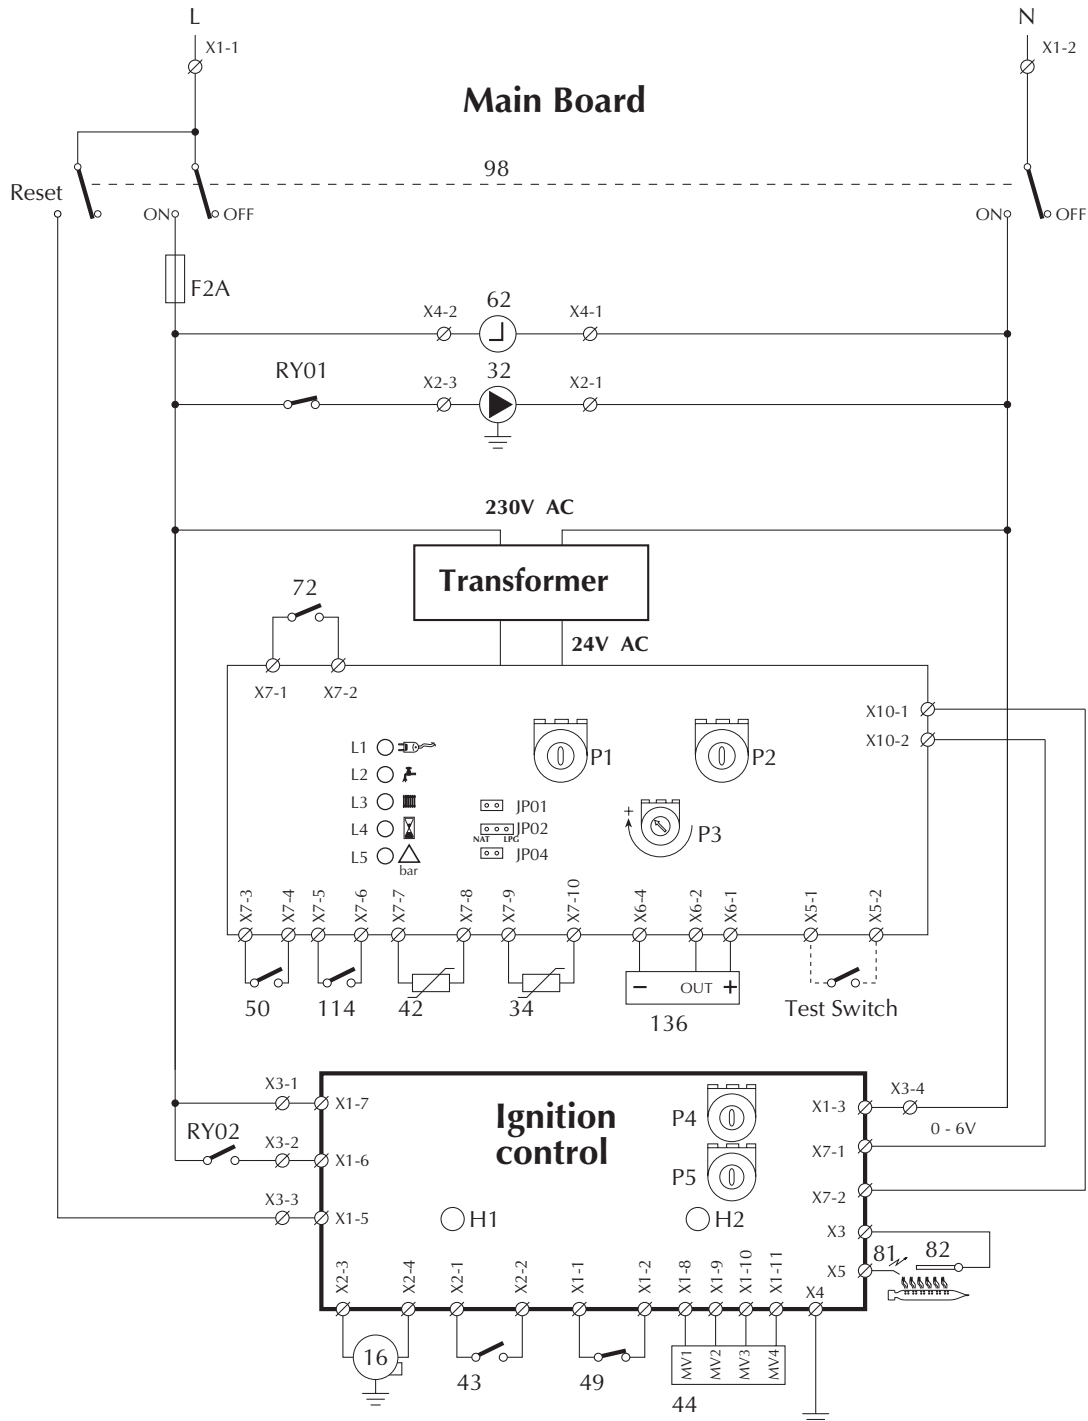 L
N
X1-1
X1-2
Main Board
98
Reset
ON
OFF
ON
OFF
F2A
62
X4-2
X4-1
RY01
32
X2-3
X2-1
230V AC
Transformer
72
24V AC
X7-1
X7-2
X10-1
X10-2
L1
P1
P2
L2
L3
JP01
L4
JP02
NAT
LPG
+
P3
L5
JP04
bar
X7-3
X7-4
X7-5
X7-6
X7-7
X7-8
X7-9
X7-10
X6-4
X6-2
X6-1
X5-1
X5-2
− OUT +
50
114
42
34
136
Test Switch
X3-1
X1-7
Ignition
control
P4
X1-3
X3-4
0 - 6V
RY02
X3-2
X1-6
X7-1
P5
X7-2
X3-3
X1-5
H1
H2
X3
81
82
X5
X2-3
X2-4
X2-1
X2-2
X1-1
X1-2
X1-8
X1-9
X1-10
X1-11
X4
16
43
49
MV1
MV2
MV3
MV4
44